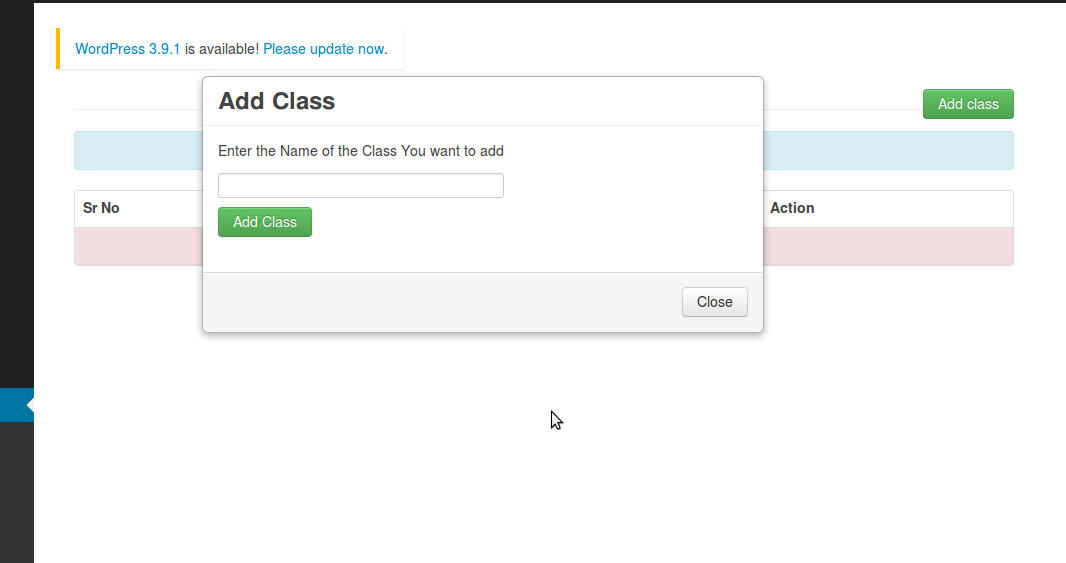 WordPress 3.9.1 is available! Please update now.
Add Class
Add class
Enter the Name of the Class You want to add
Sr No
Action
Add Class
Close